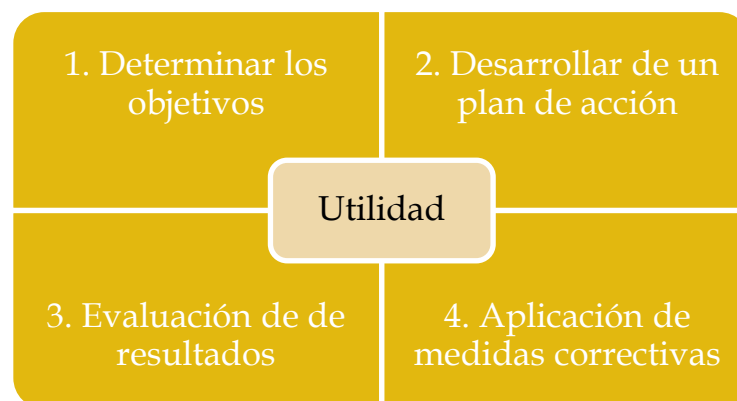 1. Determinar los
objetivos
2. Desarrollar de un
plan de acción
Utilidad
3. Evaluación de de
resultados
4. Aplicación de
medidas correctivas